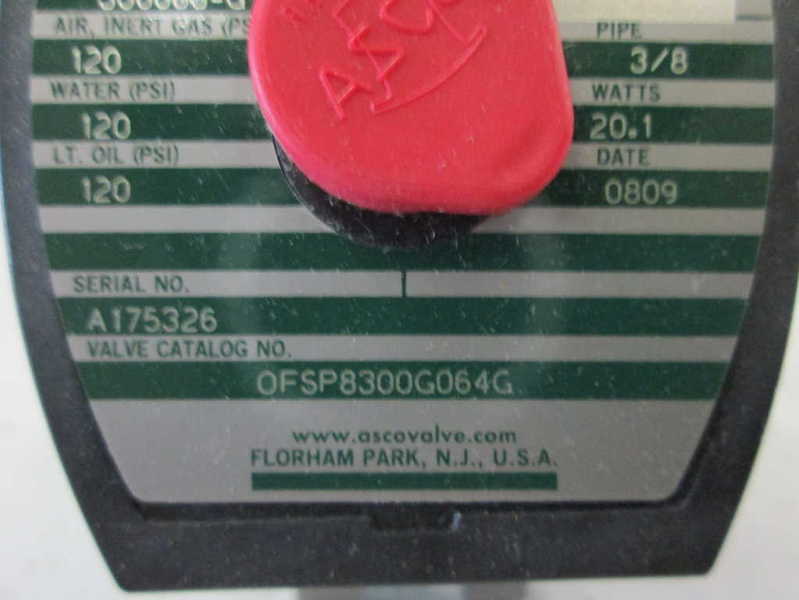 AIR, INERT GAS (PS
PIPE
120
3/8
WATER (PSI)
WATTS
120
20.1
LT. OIL (PSI)
DATE
120
0809
ASCO
SERIAL NO.
A175326
VALVE CATALOG NO.
OFSP8300G064G
www.ascovalve.com
FLORHAM PARK, N.J., U.S.A.